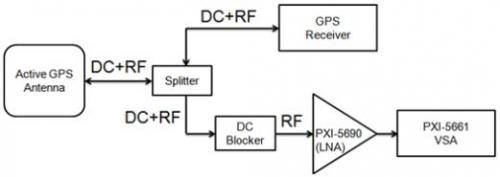 DC+RF
GPS
Receiver
Active GPS
Antenna
DC+RF
Splitter
DC+RF
DC
Blocker
RF
PXI-5690
(LNA)
PXI-5661
VSA